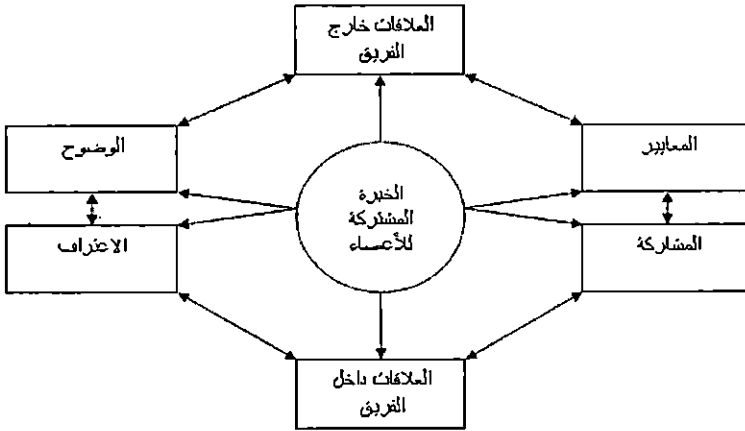 العلاقات خارج
الفريق
المعايير
الوضوح
الخبرة
المشتركة
للأعضاء
المشاركة
الاعتراف
العلاقات داخل
الفريق